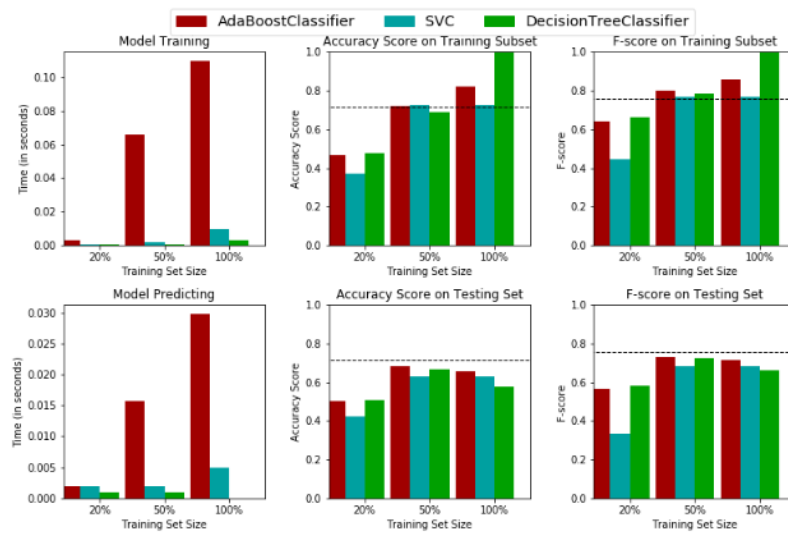 AdaBoostClassifier SVC DecisionTreeClassifier
Model Training
Time (in seconds)
0.10
0.08
0.06
0.04
0.02
0.00
20% 50% 100%
Training Set Size
Accuracy Score on Training Subset
Accuracy Score
1.0
0.8
0.6
0.4
0.2
0.0
20% 50% 100%
Training Set Size
F-score on Training Subset
F-score
1.0
0.8
0.6
0.4
0.2
0.0
20% 50% 100%
Training Set Size
Model Predicting
Time (in seconds)
0.030
0.025
0.020
0.015
0.010
0.005
0.000
20% 50% 100%
Training Set Size
Accuracy Score on Testing Set
Accuracy Score
1.0
0.8
0.6
0.4
0.2
0.0
20% 50% 100%
Training Set Size
F-score on Testing Set
F-score
1.0
0.8
0.6
0.4
0.2
0.0
20% 50% 100%
Training Set Size